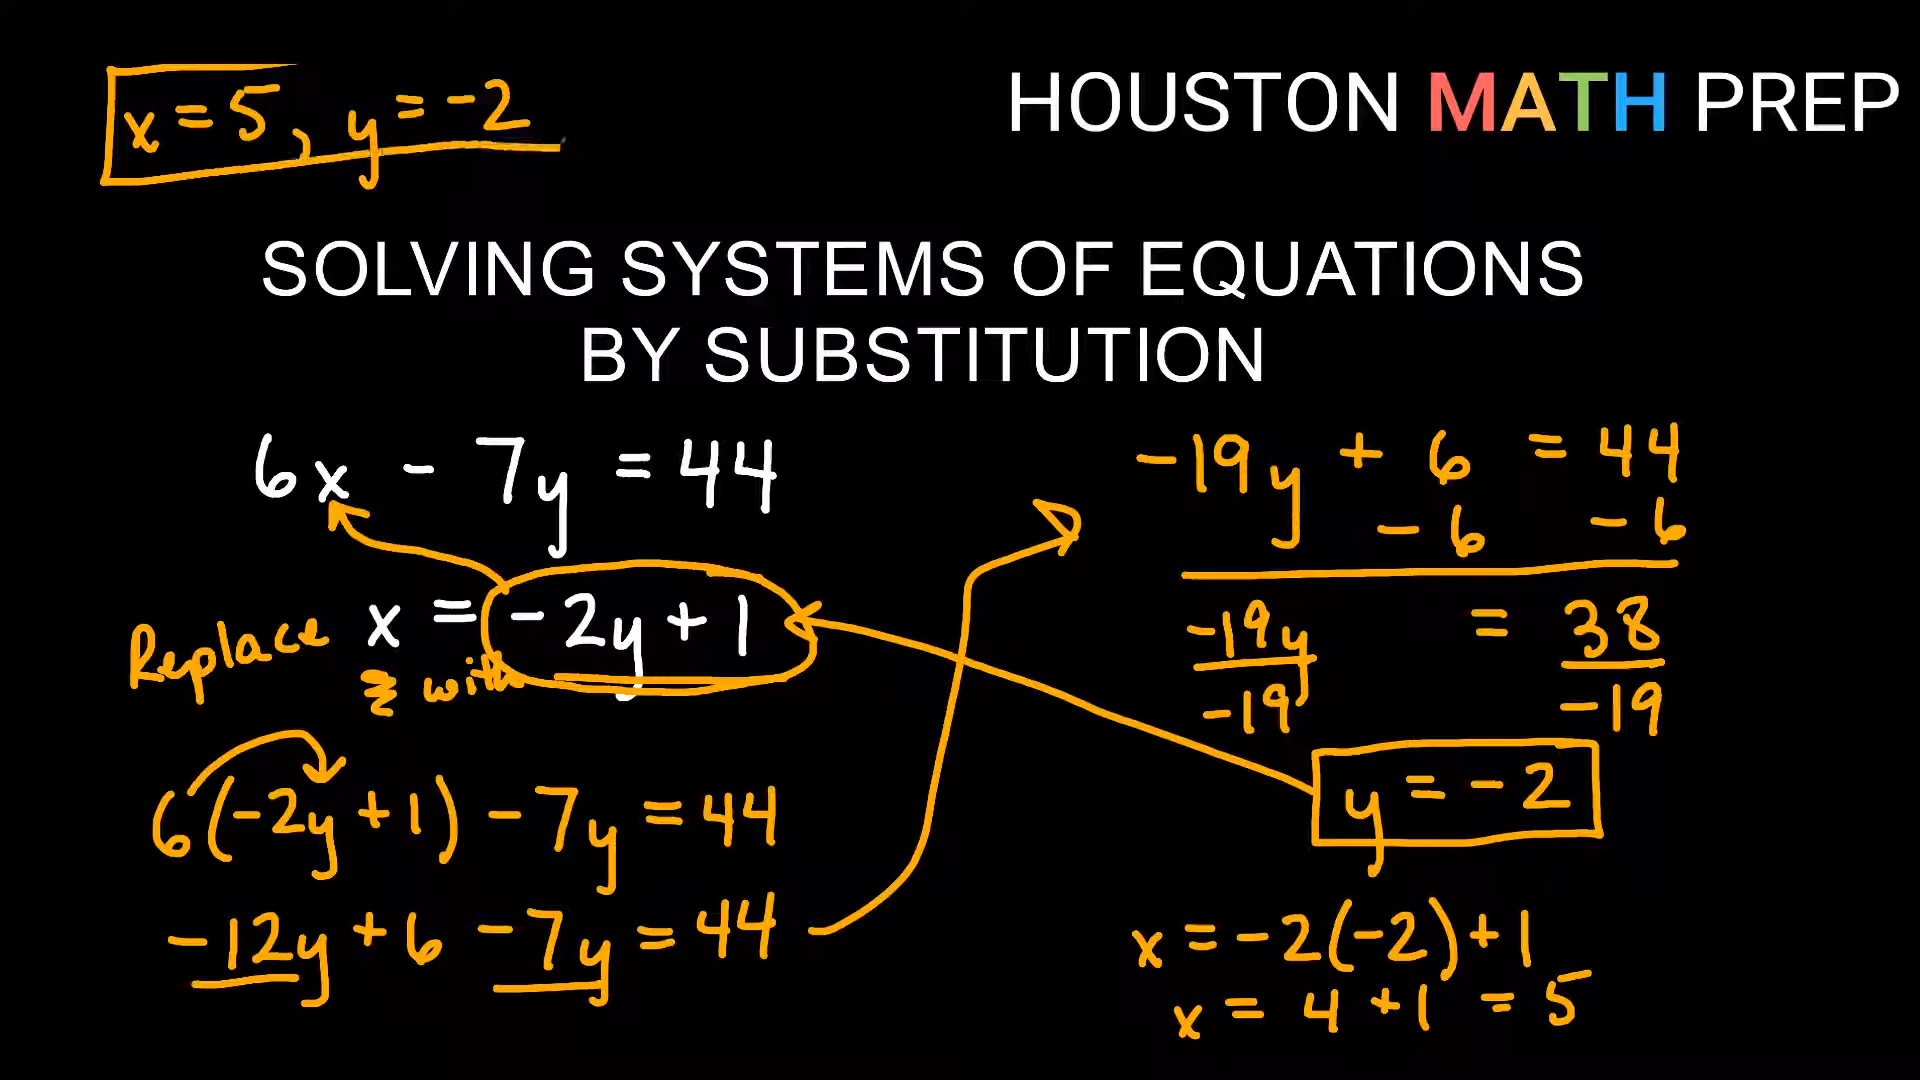 x = 5, y = -2
HOUSTON MATH PREP
SOLVING SYSTEMS OF EQUATIONS
BY SUBSTITUTION
6x - 7y = 44
x = -2y + 1
Replace
with
6(-2y + 1) - 7y = 44
-12y + 6 - 7y = 44
-19y + 6 = 44
- 6 - 6
-19y = 38
-19 -19
y = -2
x = -2(-2) + 1
x = 4 + 1 = 5